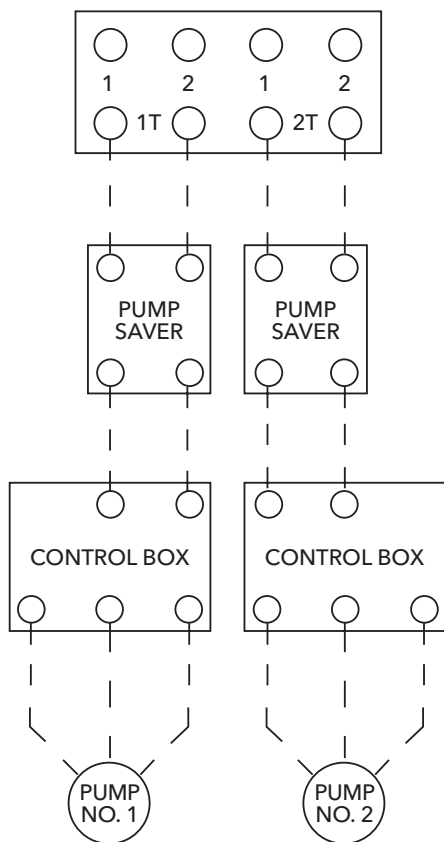 1 2 1 2
1T 2T
PUMP
SAVER
PUMP
SAVER
CONTROL BOX
CONTROL BOX
PUMP
NO. 1
PUMP
NO. 2